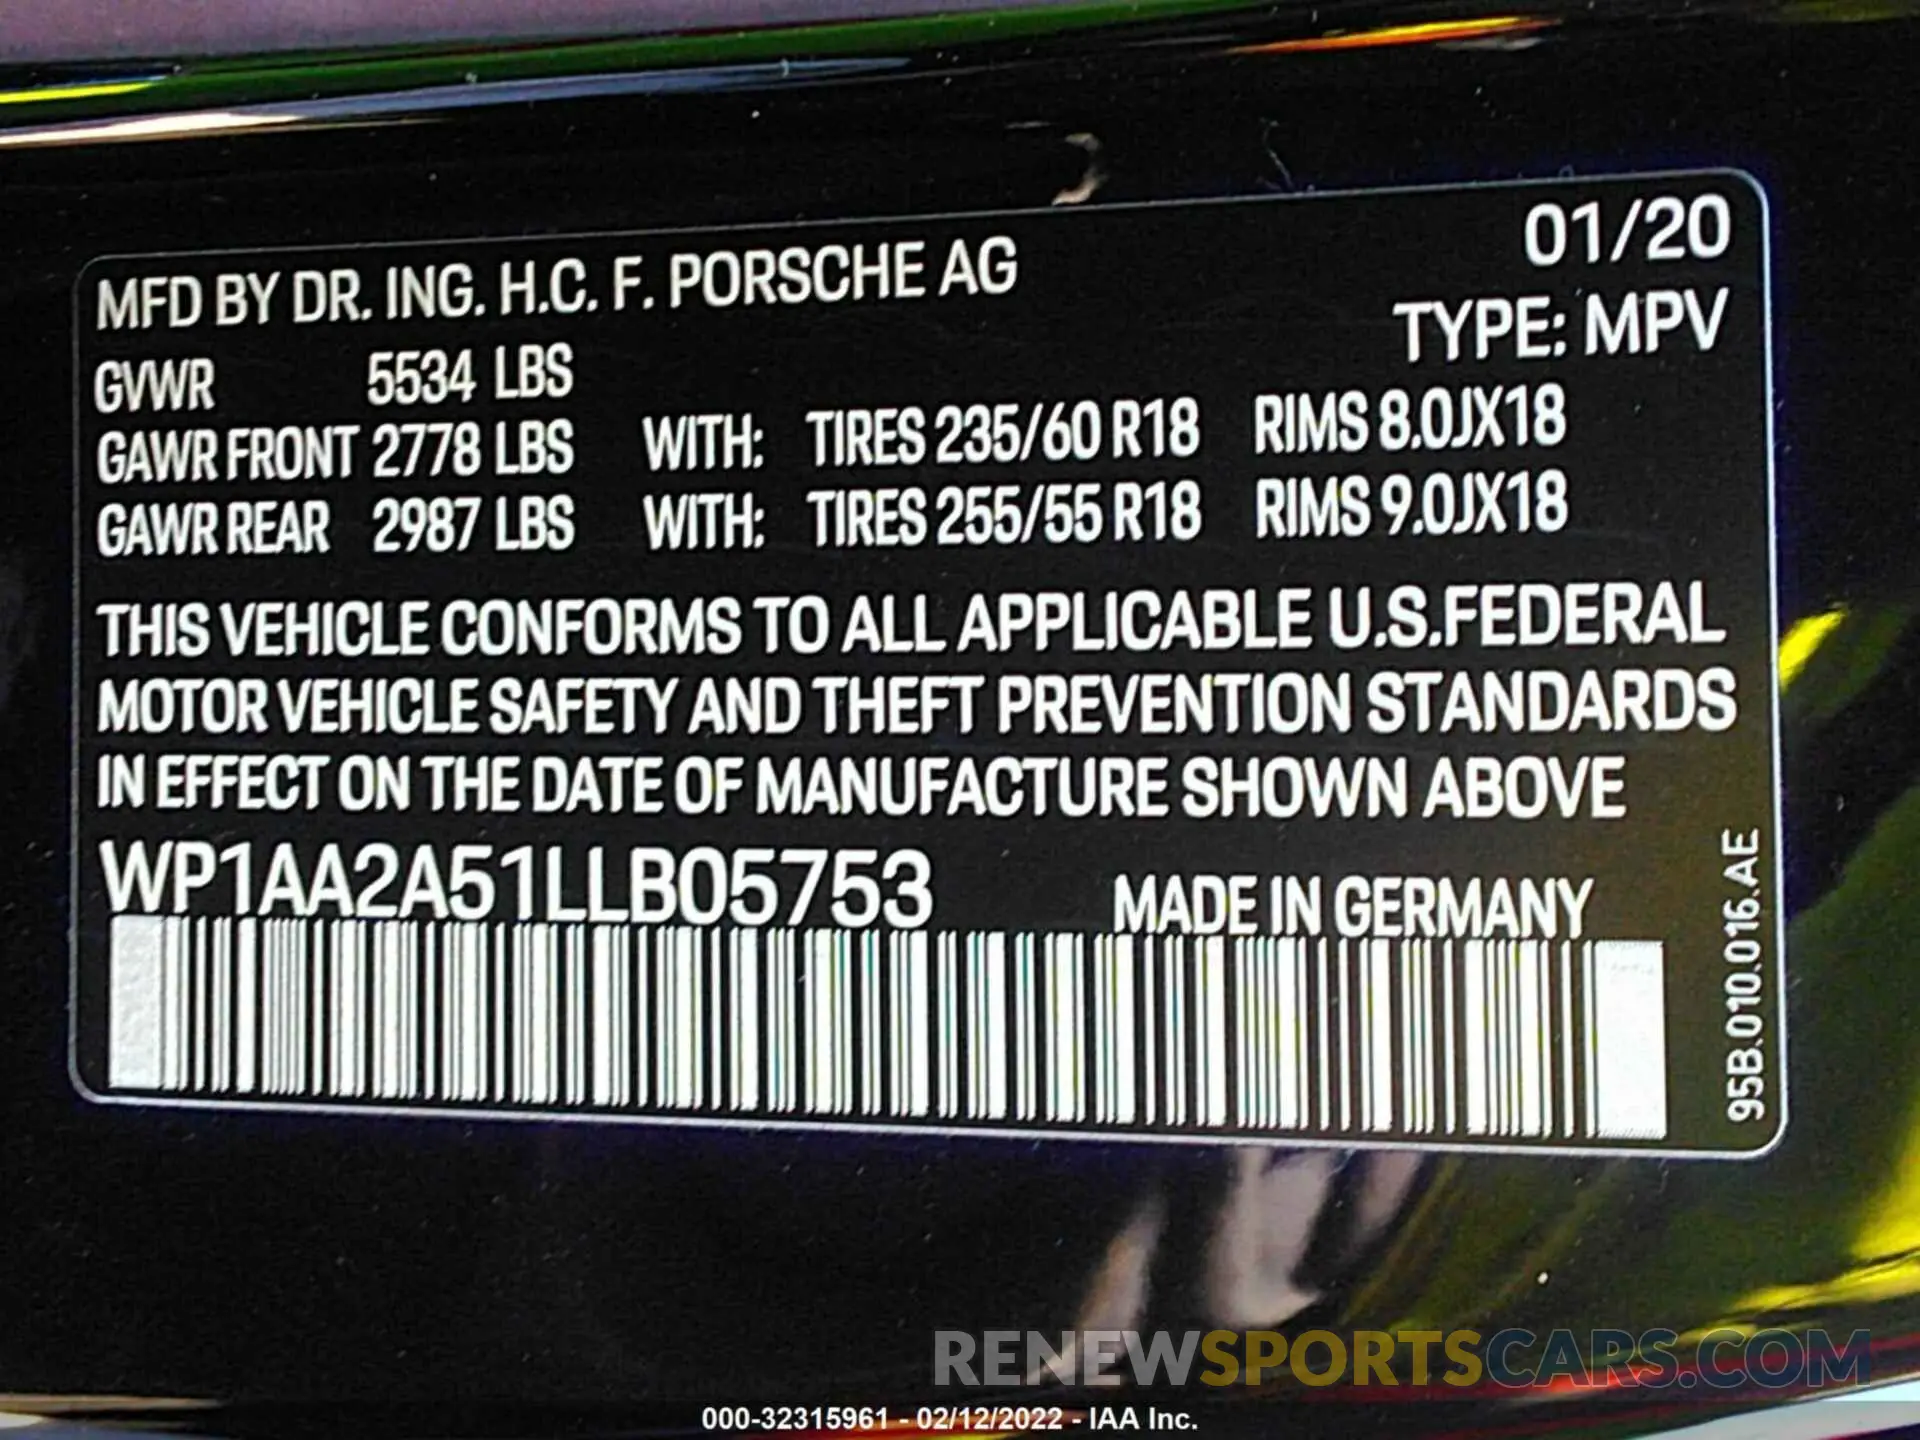 01/20
MFD BY DR. ING. H.C. F. PORSCHE AG
TYPE: MPV
GVWR 5534 LBS
GAWR FRONT 2778 LBS WITH: TIRES 235/60 R18 RIMS 8.0JX18
GAWR REAR 2987 LBS WITH: TIRES 255/55 R18 RIMS 9.0JX18
THIS VEHICLE CONFORMS TO ALL APPLICABLE U.S.FEDERAL
MOTOR VEHICLE SAFETY AND THEFT PREVENTION STANDARDS
IN EFFECT ON THE DATE OF MANUFACTURE SHOWN ABOVE
WP1AA2A51LLB05753
MADE IN GERMANY
95B.010.016.AE
RENEWSPORTSCARS.COM
000-32315961 - 02/12/2022 - IAA Inc.